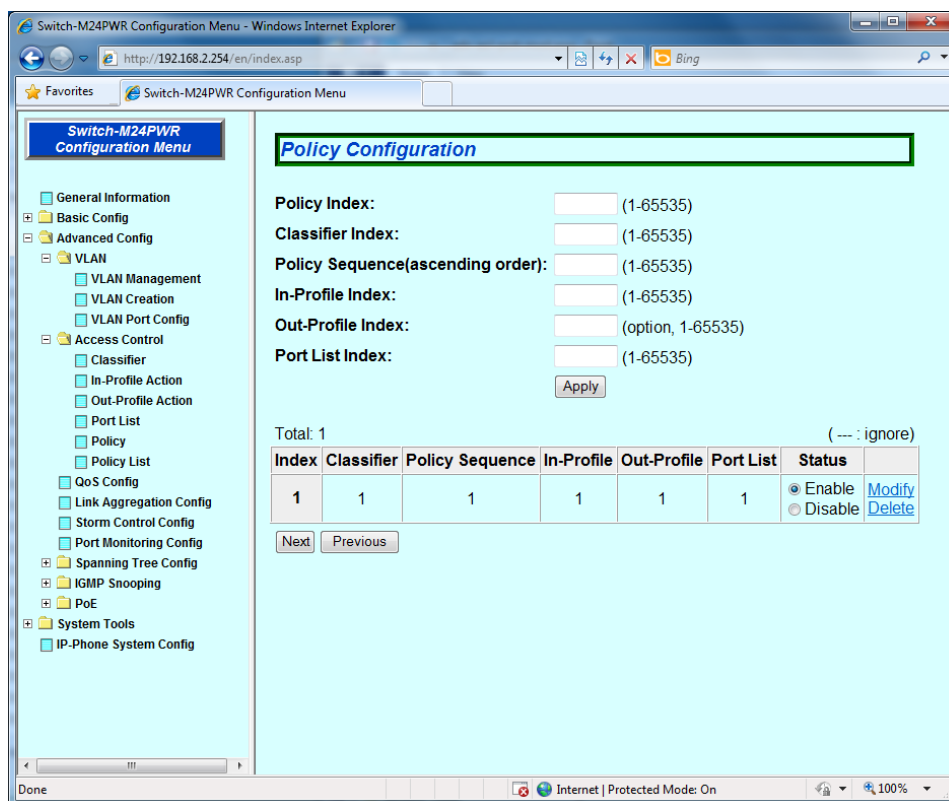 Switch-M24PWR Configuration Menu - Windows Internet Explorer
http://192.168.2.254/en/index.asp
Bing
Favorites
Switch-M24PWR Configuration Menu
Switch-M24PWR
Configuration Menu
General Information
Basic Config
Advanced Config
VLAN
VLAN Management
VLAN Creation
VLAN Port Config
Access Control
Classifier
In-Profile Action
Out-Profile Action
Port List
Policy
Policy List
QoS Config
Link Aggregation Config
Storm Control Config
Port Monitoring Config
Spanning Tree Config
IGMP Snooping
PoE
System Tools
IP-Phone System Config
Policy Configuration
Policy Index: (1-65535)
Classifier Index: (1-65535)
Policy Sequence(ascending order): (1-65535)
In-Profile Index: (1-65535)
Out-Profile Index: (option, 1-65535)
Port List Index: (1-65535)
Apply
Total: 1 ( --- : ignore)
Index Classifier Policy Sequence In-Profile Out-Profile Port List Status
1 1 1 1 1 1 Enable Modify
Disable Delete
Next Previous
Done Internet | Protected Mode: On 100%